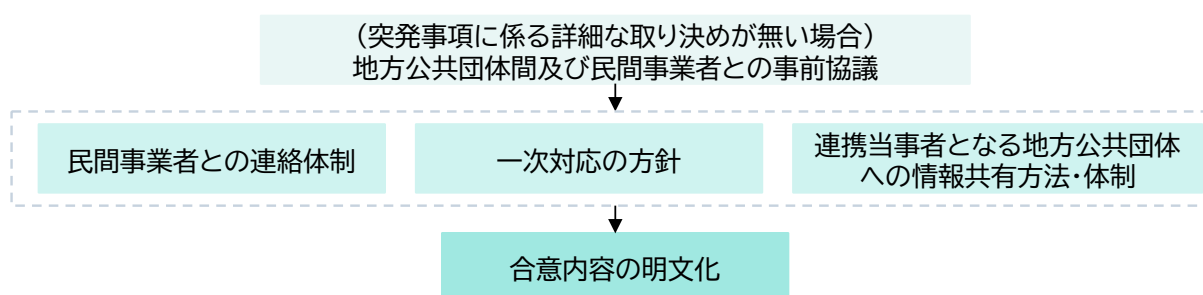 （突発事項に係る詳細な取り決めが無い場合）
地方公共団体間及び民間事業者との事前協議
民間事業者との連絡体制
一次対応の方針
連携当事者となる地方公共団体
への情報共有方法・体制
合意内容の明文化